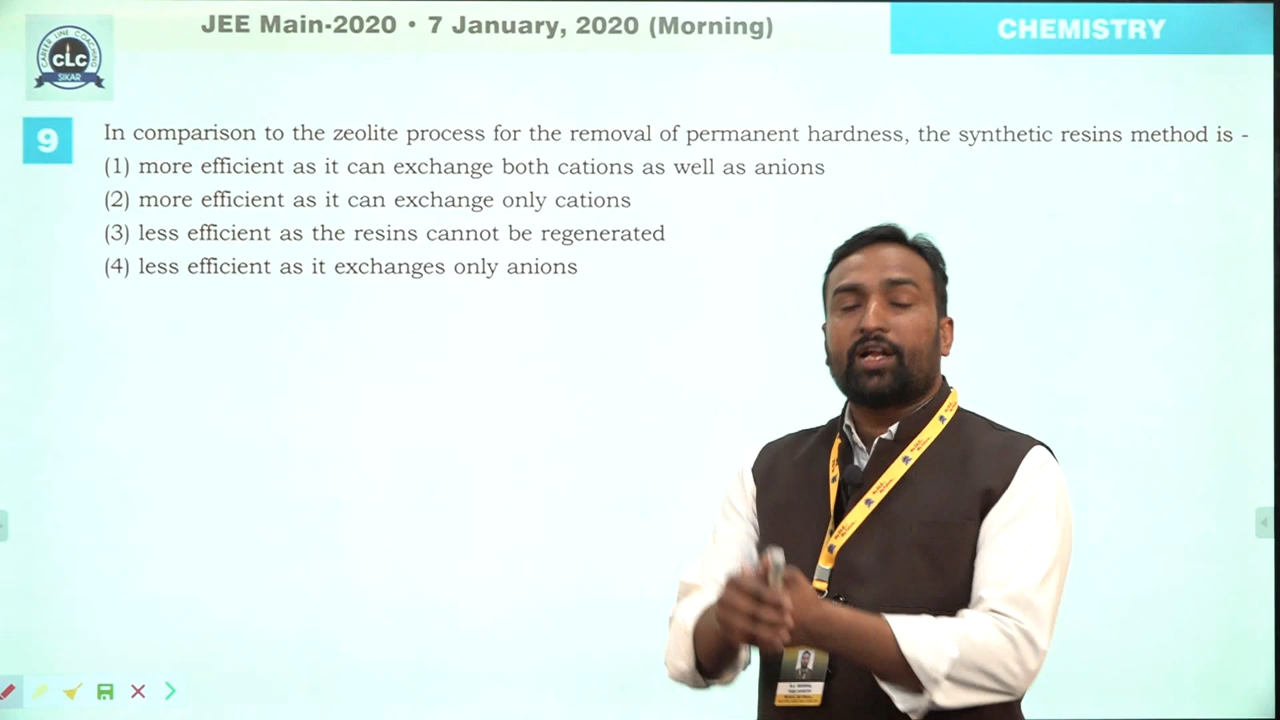 JEE Main-2020 • 7 January, 2020 (Morning)
CHEMISTRY
CAREER LINE COACHING
CLC
SIKAR
9
In comparison to the zeolite process for the removal of permanent hardness, the synthetic resins method is -
(1) more efficient as it can exchange both cations as well as anions
(2) more efficient as it can exchange only cations
(3) less efficient as the resins cannot be regenerated
(4) less efficient as it exchanges only anions